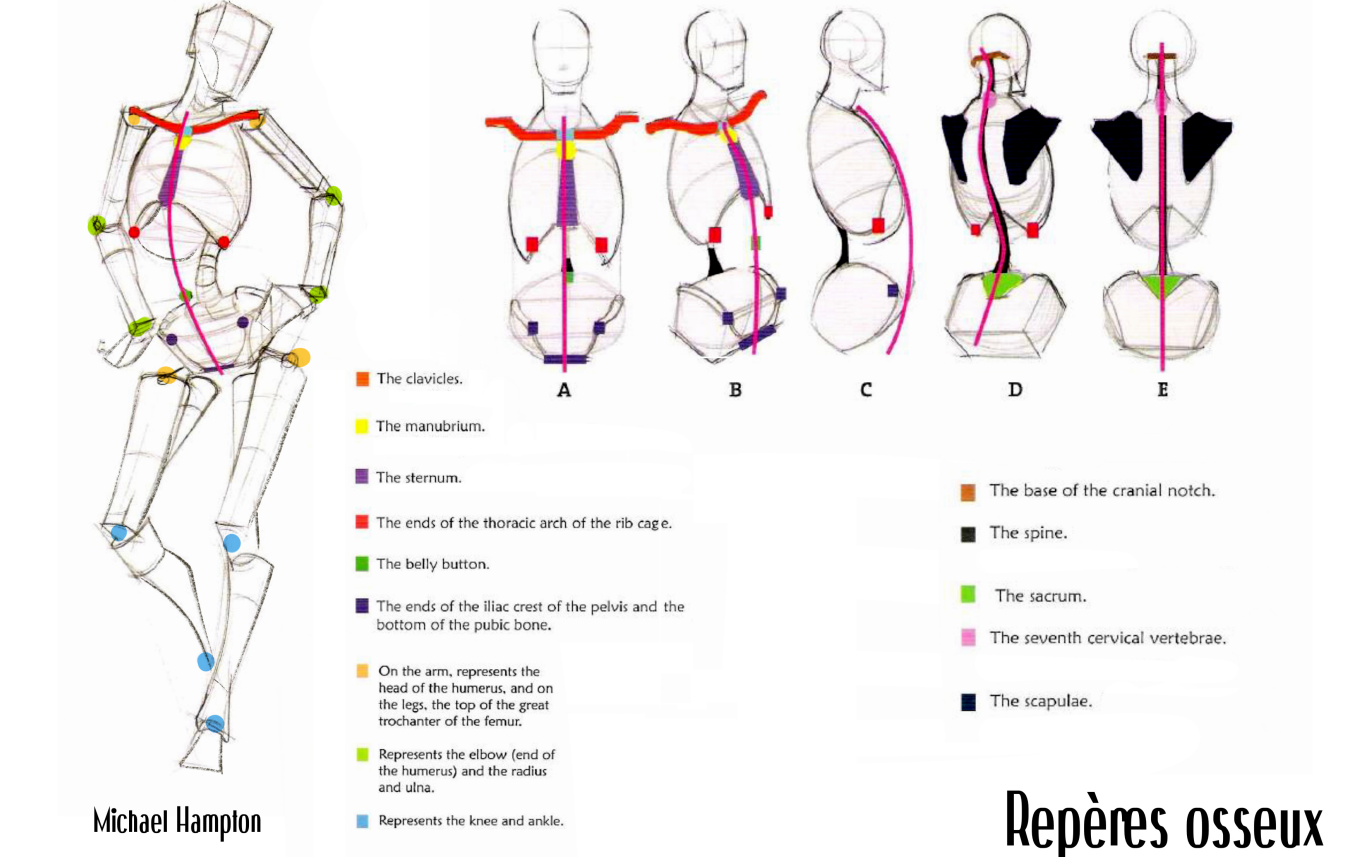 A
B
C
D
E
The clavicles.
The manubrium.
The sternum.
The ends of the thoracic arch of the rib cage.
The belly button.
The ends of the iliac crest of the pelvis and the
bottom of the pubic bone.
On the arm, represents the
head of the humerus, and on
the legs, the top of the great
trochanter of the femur.
Represents the elbow (end of
the humerus) and the radius
and ulna.
Represents the knee and ankle.
The base of the cranial notch.
The spine.
The sacrum.
The seventh cervical vertebrae.
The scapulae.
Michael Hampton
Repères osseux